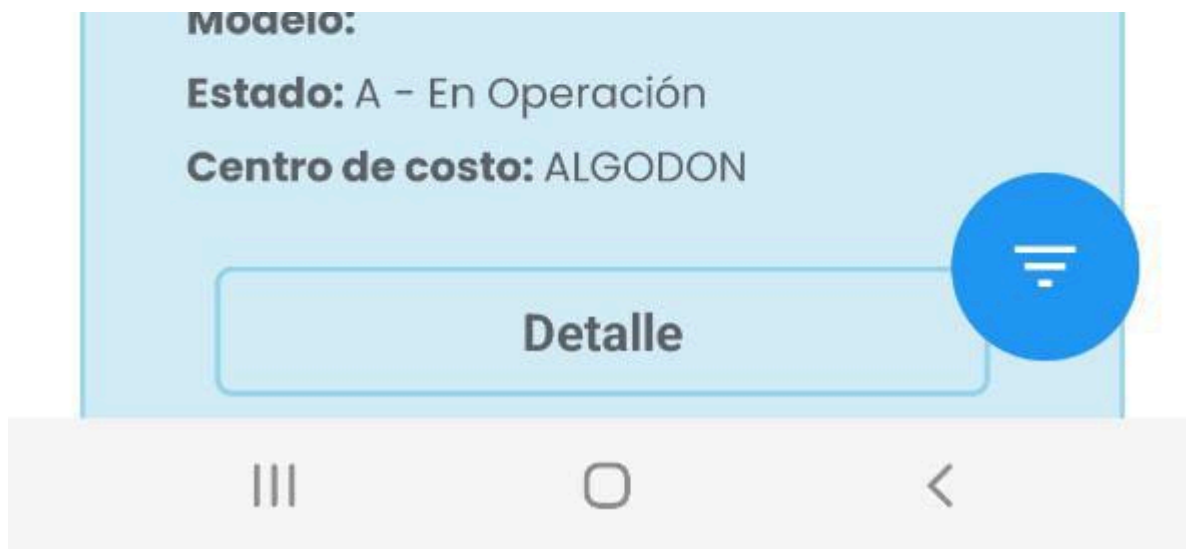 Modelo:
Estado: A - En Operación
Centro de costo: ALGODON
Detalle